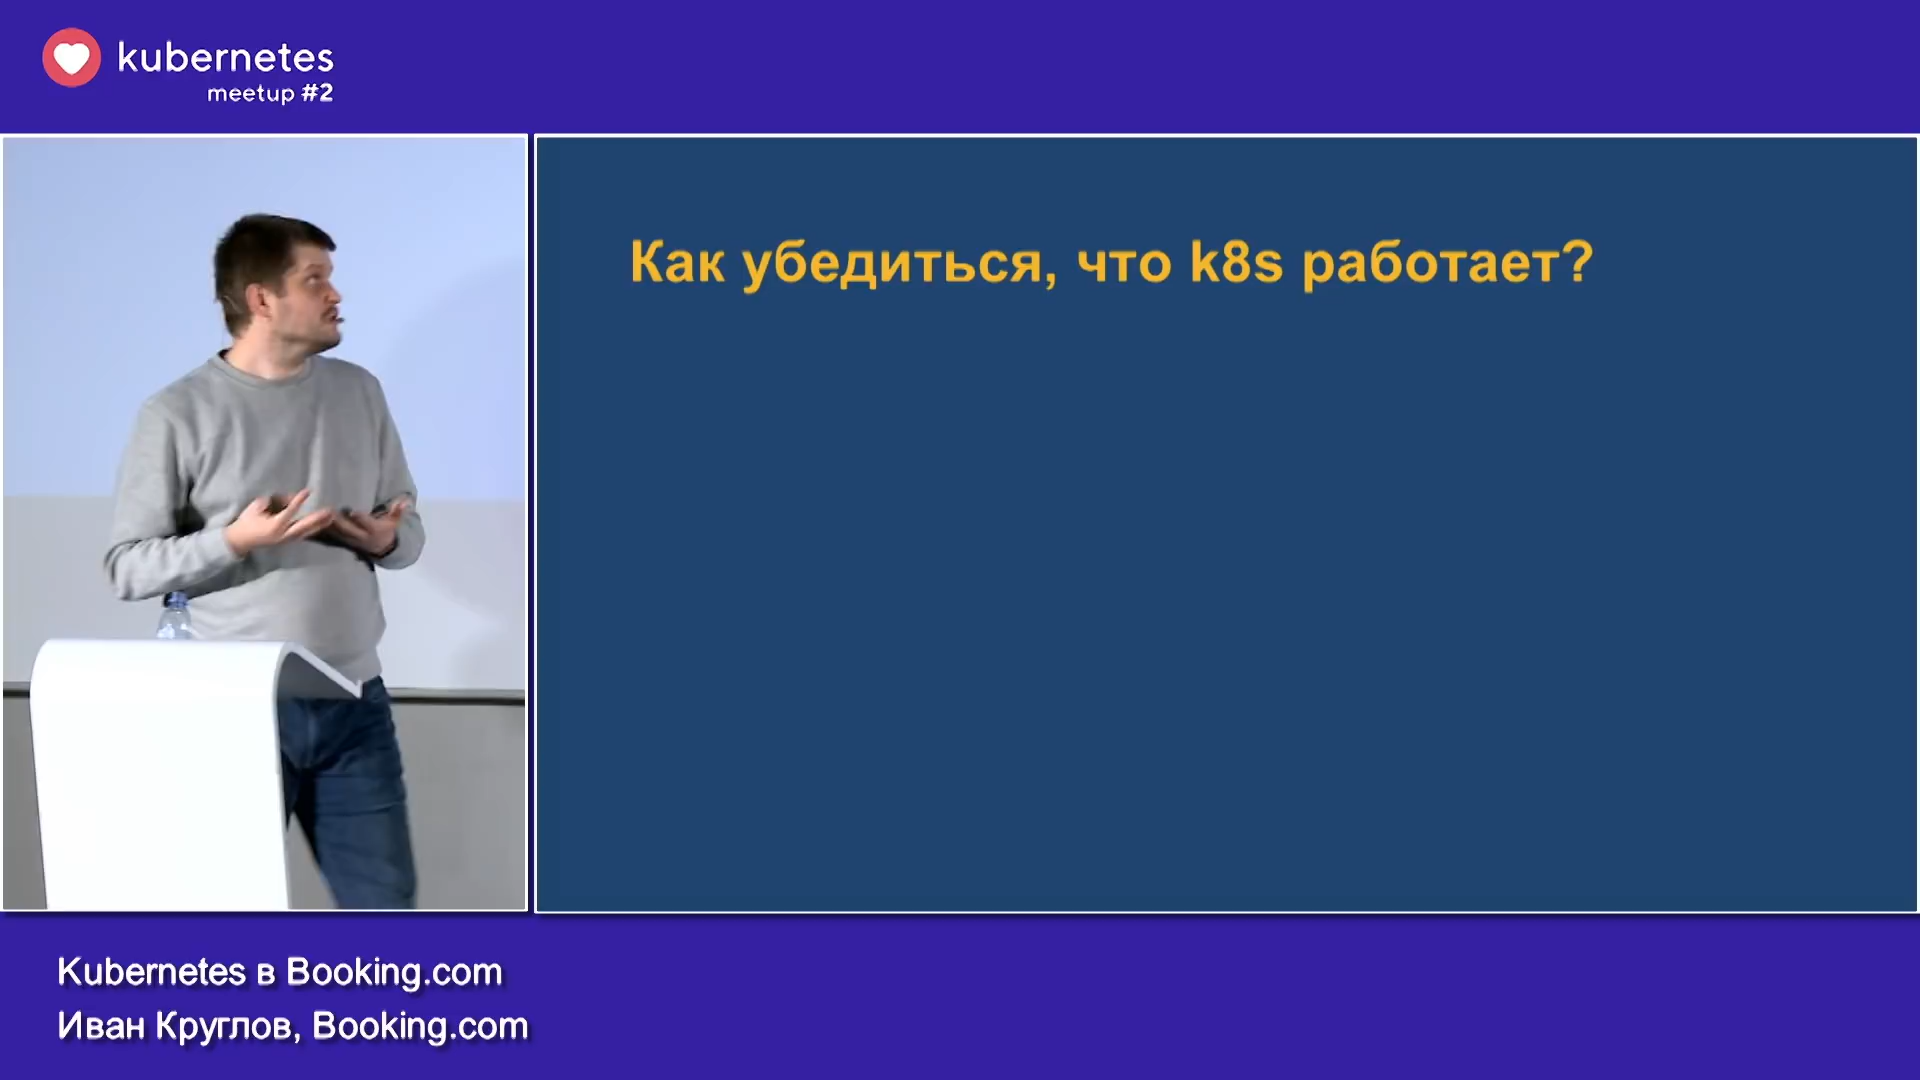 kubernetes
meetup #2
Как убедиться, что k8s работает?
Kubernetes в Booking.com
Иван Круглов, Booking.com